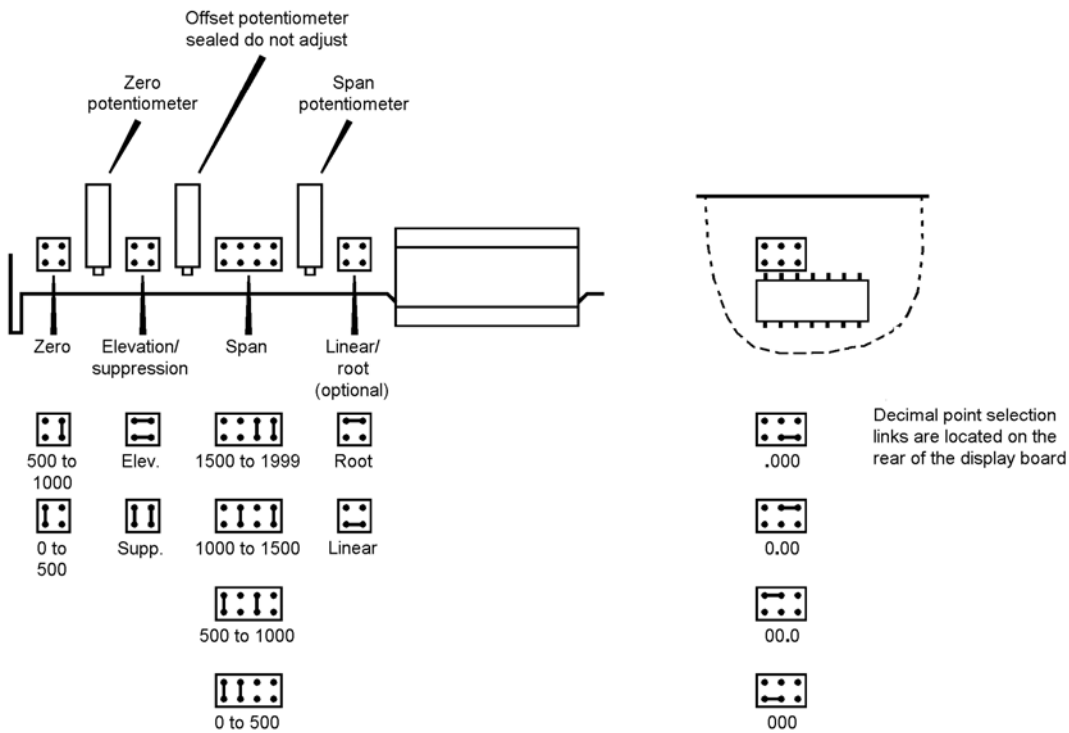 Offset potentiometer
sealed do not adjust
Zero
potentiometer
Span
potentiometer
Zero
Elevation/
suppression
Span
Linear/
root
(optional)
500 to
1000
Elev.
1500 to 1999
Root
.000
Decimal point selection
links are located on the
rear of the display board
0 to
500
Supp.
1000 to 1500
Linear
0.00
500 to 1000
00.0
0 to 500
000